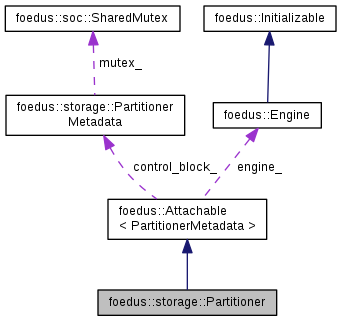 foedus::soc::SharedMutex
foedus::Initializable
mutex_
foedus::storage::Partitioner
Metadata
foedus::Engine
control_block_
engine_
foedus::Attachable
< PartitionerMetadata >
foedus::storage::Partitioner